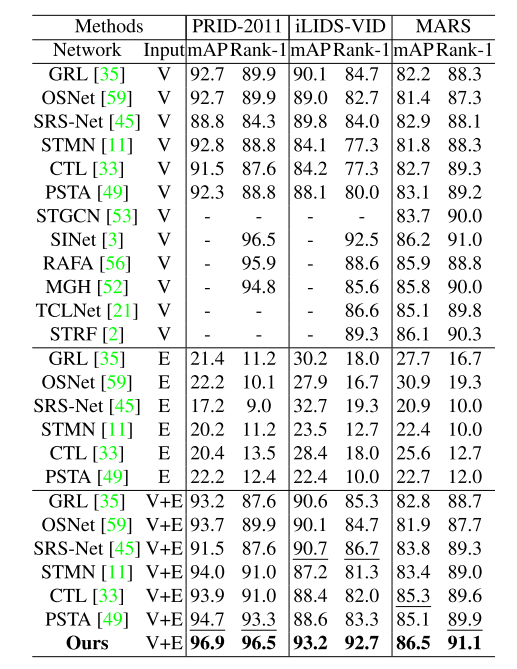 Methods PRID-2011 iLIDS-VID MARS
Network Input mAP Rank-1 mAP Rank-1 mAP Rank-1
GRL [35] V 92.7 89.9 90.1 84.7 82.2 88.3
OSNet [59] V 92.7 89.9 89.0 82.7 81.4 87.3
SRS-Net [45] V 88.8 84.3 89.8 84.0 82.9 88.1
STMN [11] V 92.8 88.8 84.1 77.3 81.8 88.3
CTL [33] V 91.5 87.6 84.2 77.3 82.7 89.3
PSTA [49] V 92.3 88.8 88.1 80.0 83.1 89.2
STGCN [53] V - - - - 83.7 90.0
SINet [3] V - 96.5 - 92.5 86.2 91.0
RAFA [56] V - 95.9 - 88.6 85.9 88.8
MGH [52] V - 94.8 - 85.6 85.8 90.0
TCLNet [21] V - - - 86.6 85.1 89.8
STRF [2] V - - - 89.3 86.1 90.3
GRL [35] E 21.4 11.2 30.2 18.0 27.7 16.7
OSNet [59] E 22.2 10.1 27.9 16.7 30.9 19.3
SRS-Net [45] E 17.2 9.0 32.7 19.3 20.9 10.0
STMN [11] E 20.2 11.2 23.5 12.7 22.4 10.0
CTL [33] E 20.4 13.5 28.4 18.0 25.6 12.7
PSTA [49] E 22.2 12.4 22.4 10.0 22.7 12.0
GRL [35] V+E 93.2 87.6 90.6 85.3 82.8 88.7
OSNet [59] V+E 93.7 89.9 90.1 84.7 81.9 87.7
SRS-Net [45] V+E 91.5 87.6 90.7 86.7 83.8 89.3
STMN [11] V+E 94.0 91.0 87.2 81.3 83.4 89.0
CTL [33] V+E 93.9 91.0 88.4 82.0 85.3 89.6
PSTA [49] V+E 94.7 93.3 88.6 83.3 85.1 89.9
Ours V+E 96.9 96.5 93.2 92.7 86.5 91.1